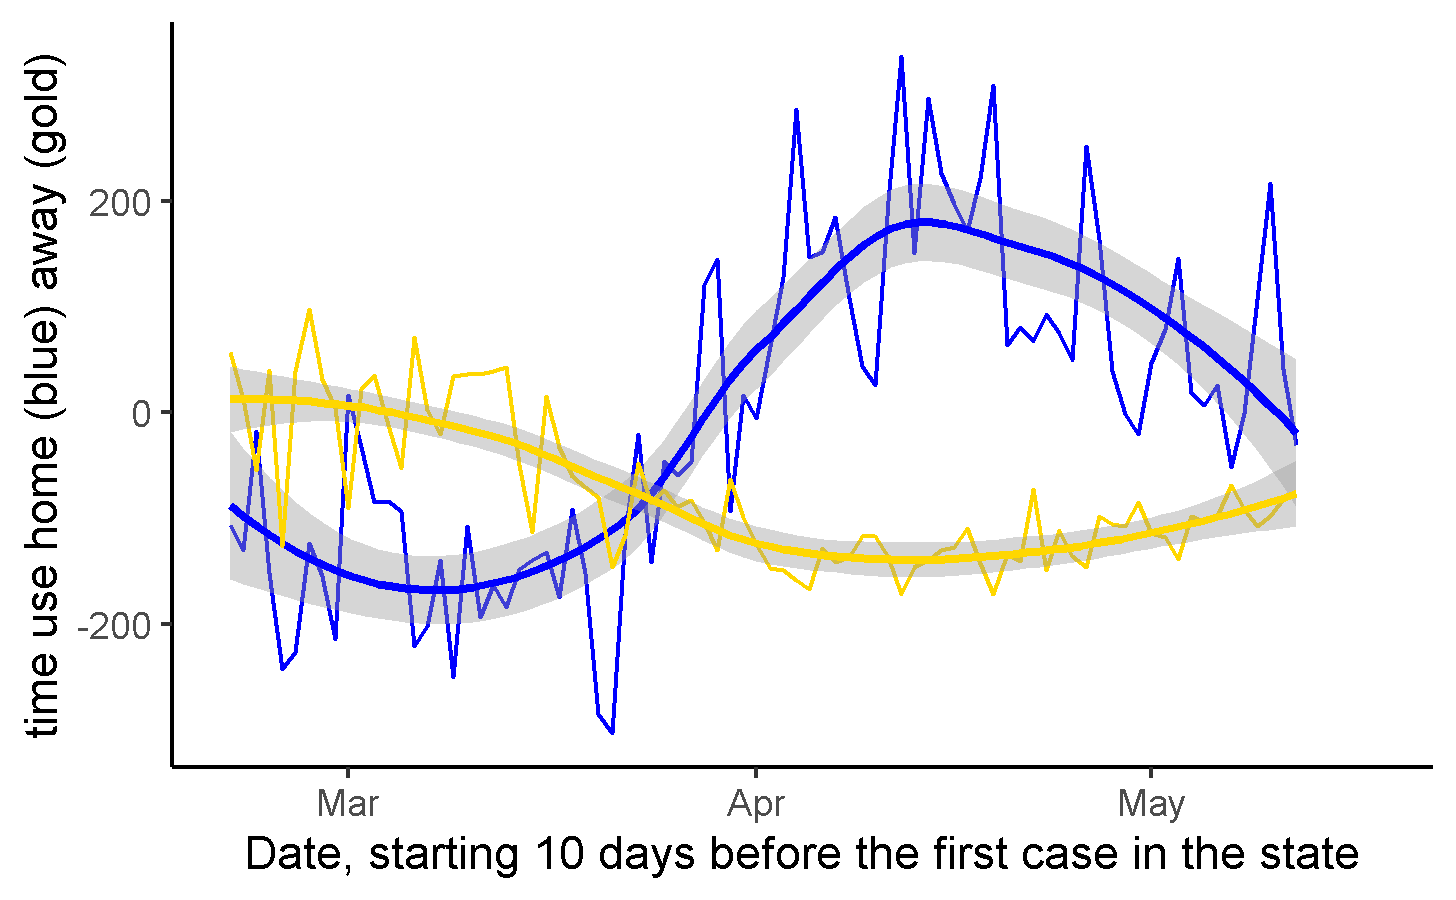 time use home (blue) away (gold)
200
0
-200
Mar
Apr
May
Date, starting 10 days before the first case in the state